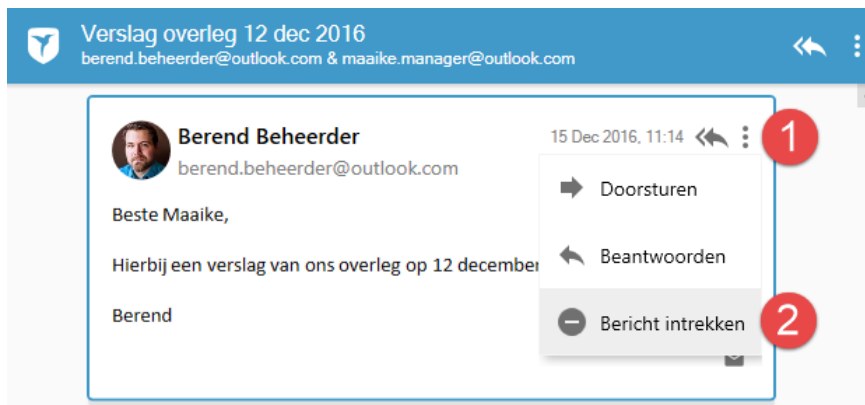 Verslag overleg 12 dec 2016
berend.beheerder@outlook.com & maaike.manager@outlook.com
Berend Beheerder
15 Dec 2016, 11:14
1
berend.beheerder@outlook.com
Doorsturen
Beste Maaike,
Beantwoorden
Hierbij een verslag van ons overleg op 12 december
Berend
Bericht intrekken
2